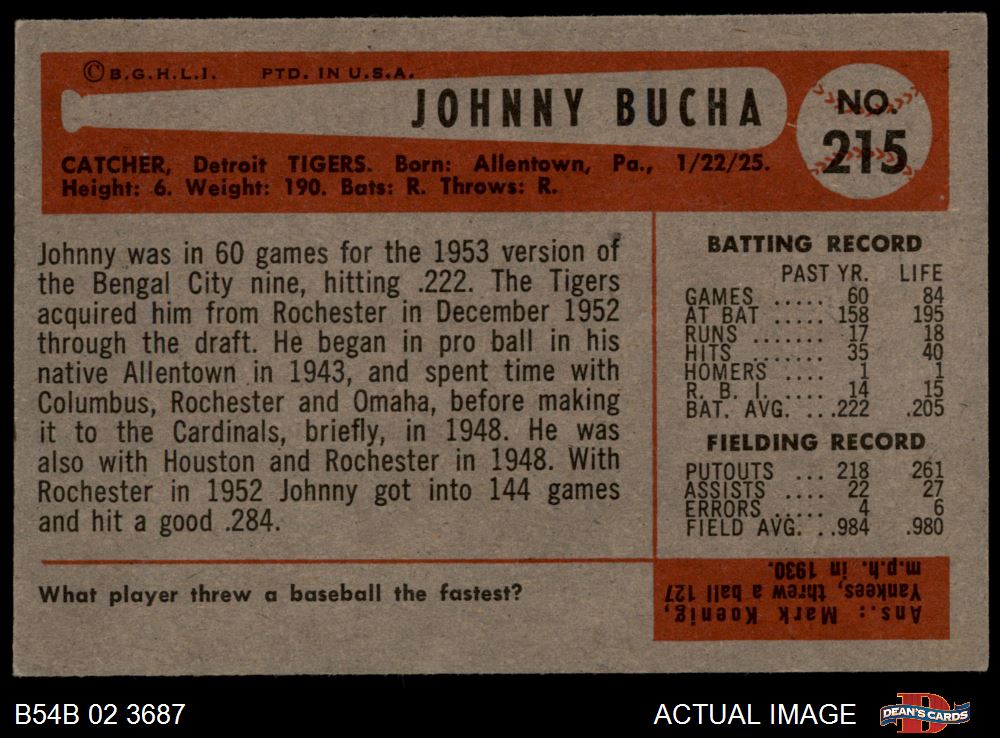 © B.G.H.L.I. PTD. IN U.S.A.
JOHNNY BUCHA
NO. 215
CATCHER, Detroit TIGERS. Born: Allentown, Pa., 1/22/25.
Height: 6. Weight: 190. Bats: R. Throws: R.
Johnny was in 60 games for the 1953 version of
the Bengal City nine, hitting .222. The Tigers
acquired him from Rochester in December 1952
through the draft. He began in pro ball in his
native Allentown in 1943, and spent time with
Columbus, Rochester and Omaha, before making
it to the Cardinals, briefly, in 1948. He was
also with Houston and Rochester in 1948. With
Rochester in 1952 Johnny got into 144 games
and hit a good .284.
BATTING RECORD
PAST YR. LIFE
GAMES ..... 60 84
AT BAT ..... 158 195
RUNS ...... 17 18
HITS ....... 35 40
HOMERS .... 1 1
R. B. I. .... 14 15
BAT. AVG. ...222 .205
FIELDING RECORD
PUTOUTS ... 218 261
ASSISTS .... 22 27
ERRORS .... 4 6
FIELD AVG. ..984 .980
What player threw a baseball the fastest?
Ans.: Mark Koenig,
Yankees, threw a ball 127
m.p.h. in 1930.
B54B 02 3687
ACTUAL IMAGE
DEAN'S CARDS